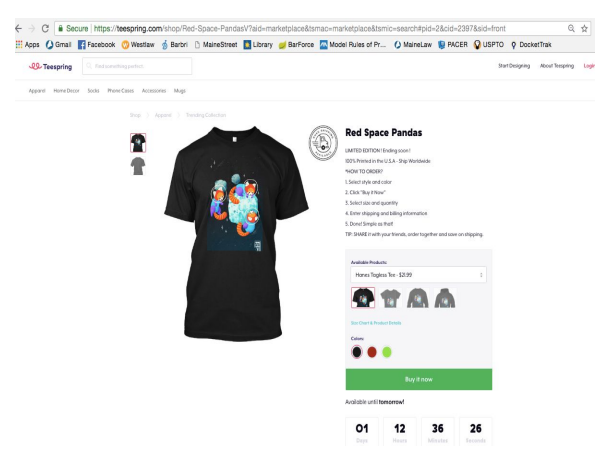 Secure https://teespring.com/shop/Red-Space-PandasV?aid=marketplace&tsmac=marketplace&tsmic=search#pid=2&cid=2397&sid=front
Apps Gmail Facebook Westlaw Barbri MaineStreet Library BarForce Model Rules of Pr... MaineLaw PACER USPTO DocketTrak
Teespring Find something perfect. Start Designing About Teespring Login
Apparel Home Decor Socks Phone Cases Accessories Mugs
Shop Apparel Trending Collection
Red Space Pandas
LIMITED EDITION ! Ending soon !
100% Printed in the U.S.A - Ship Worldwide
*HOW TO ORDER?
1. Select style and color
2. Click "Buy it Now"
3. Select size and quantity
4. Enter shipping and billing information
5. Done! Simple as that!
TIP: SHARE it with your friends, order together and save on shipping.
Available Products
Hanes Tagless Tee - $21.99
Size Chart & Product Details
Colors
Buy it now
Available until tomorrow!
01 12 36 26
Days Hours Minutes Seconds